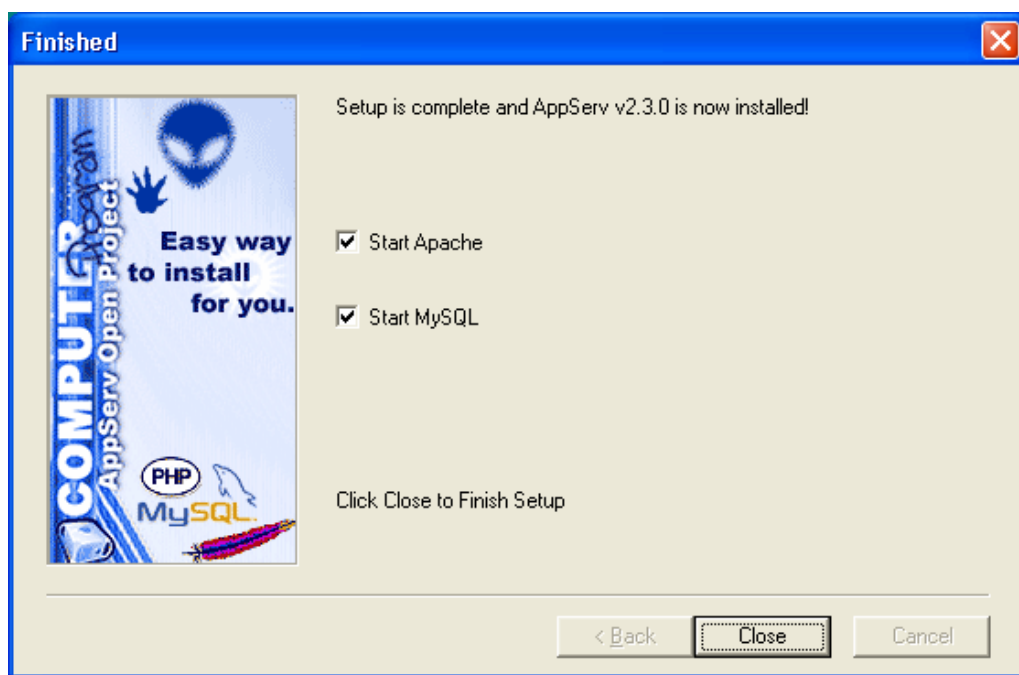 Finished
Setup is complete and AppServ v2.3.0 is now installed!
COMPUTER
Program
AppServ Open Project
Easy way
to install
for you.
PHP
MySQL
Start Apache
Start MySQL
Click Close to Finish Setup
< Back
Close
Cancel